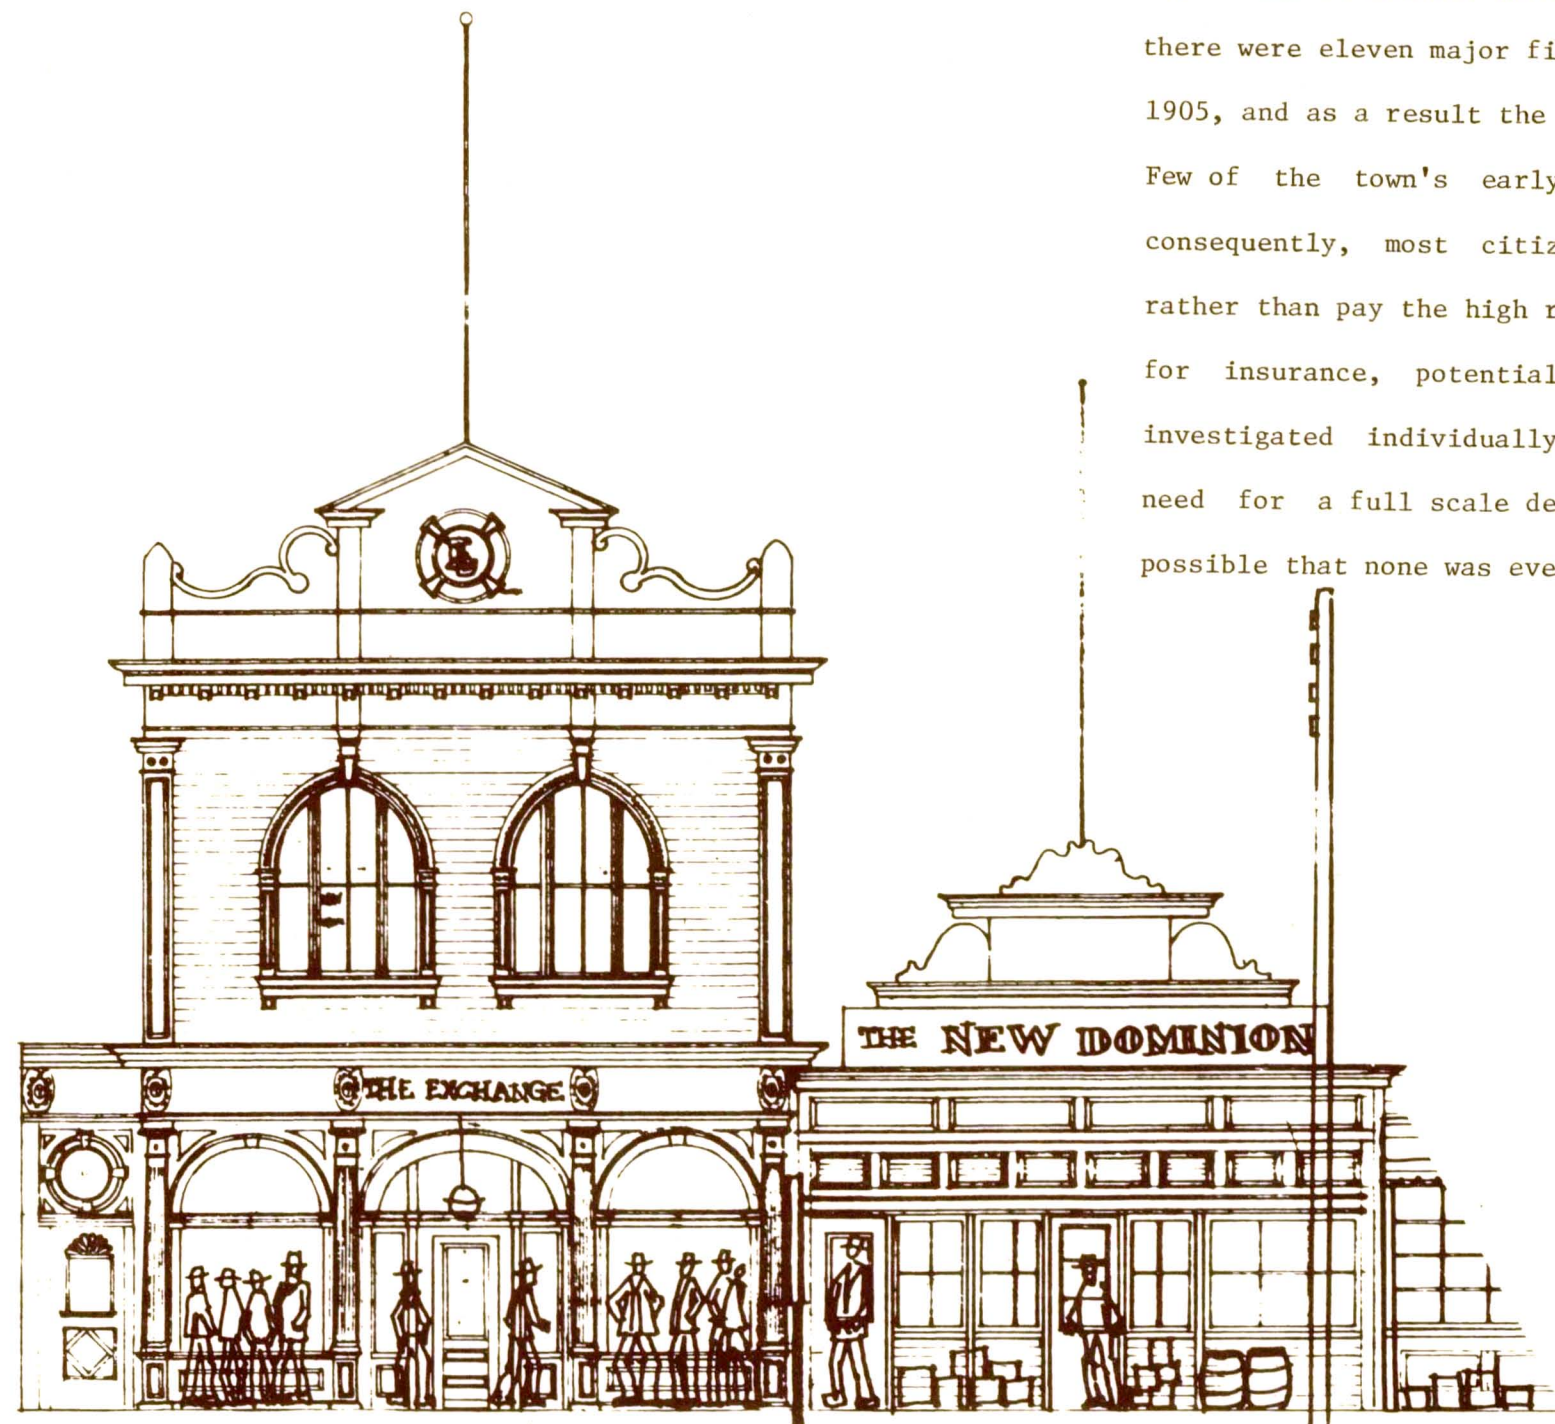 there were eleven major fi
1905, and as a result the
Few of the town's early
consequently, most citiz
rather than pay the high r
for insurance, potential
investigated individually
need for a full scale de
possible that none was eve
THE NEW DOMINION
THE EXCHANGE